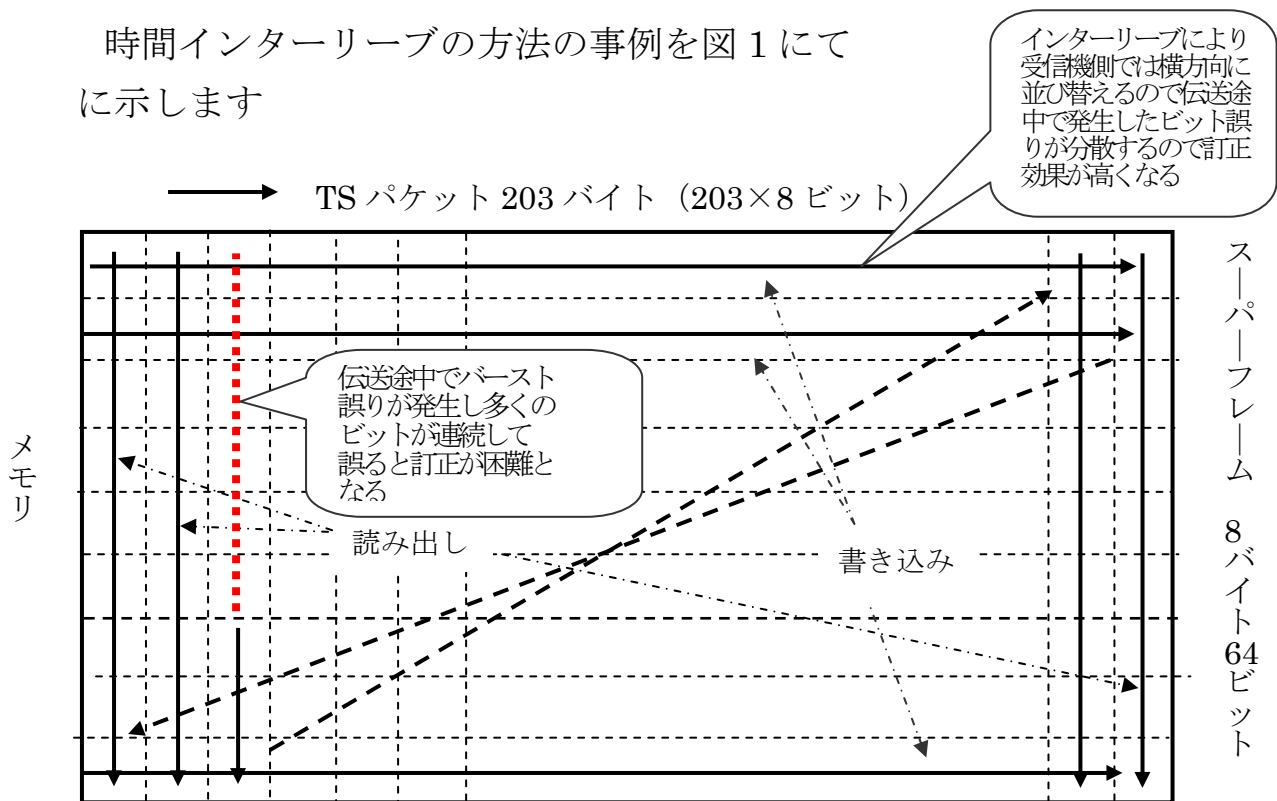 時間インターリーブの方法の事例を図 1 にて
に示します
インターリーブにより
受信機側では横方向に
並び替えるので伝送途
中で発生したビット誤
りが分散するので訂正
効果が高くなる
TS パケット 203 バイト（203×8 ビット）
伝送途中でバースト
誤りが発生し多くの
ビットが連続して
誤ると訂正が困難と
なる
メモリ
読み出し
書き込み
スーパーフレーム 8バイト64ビット